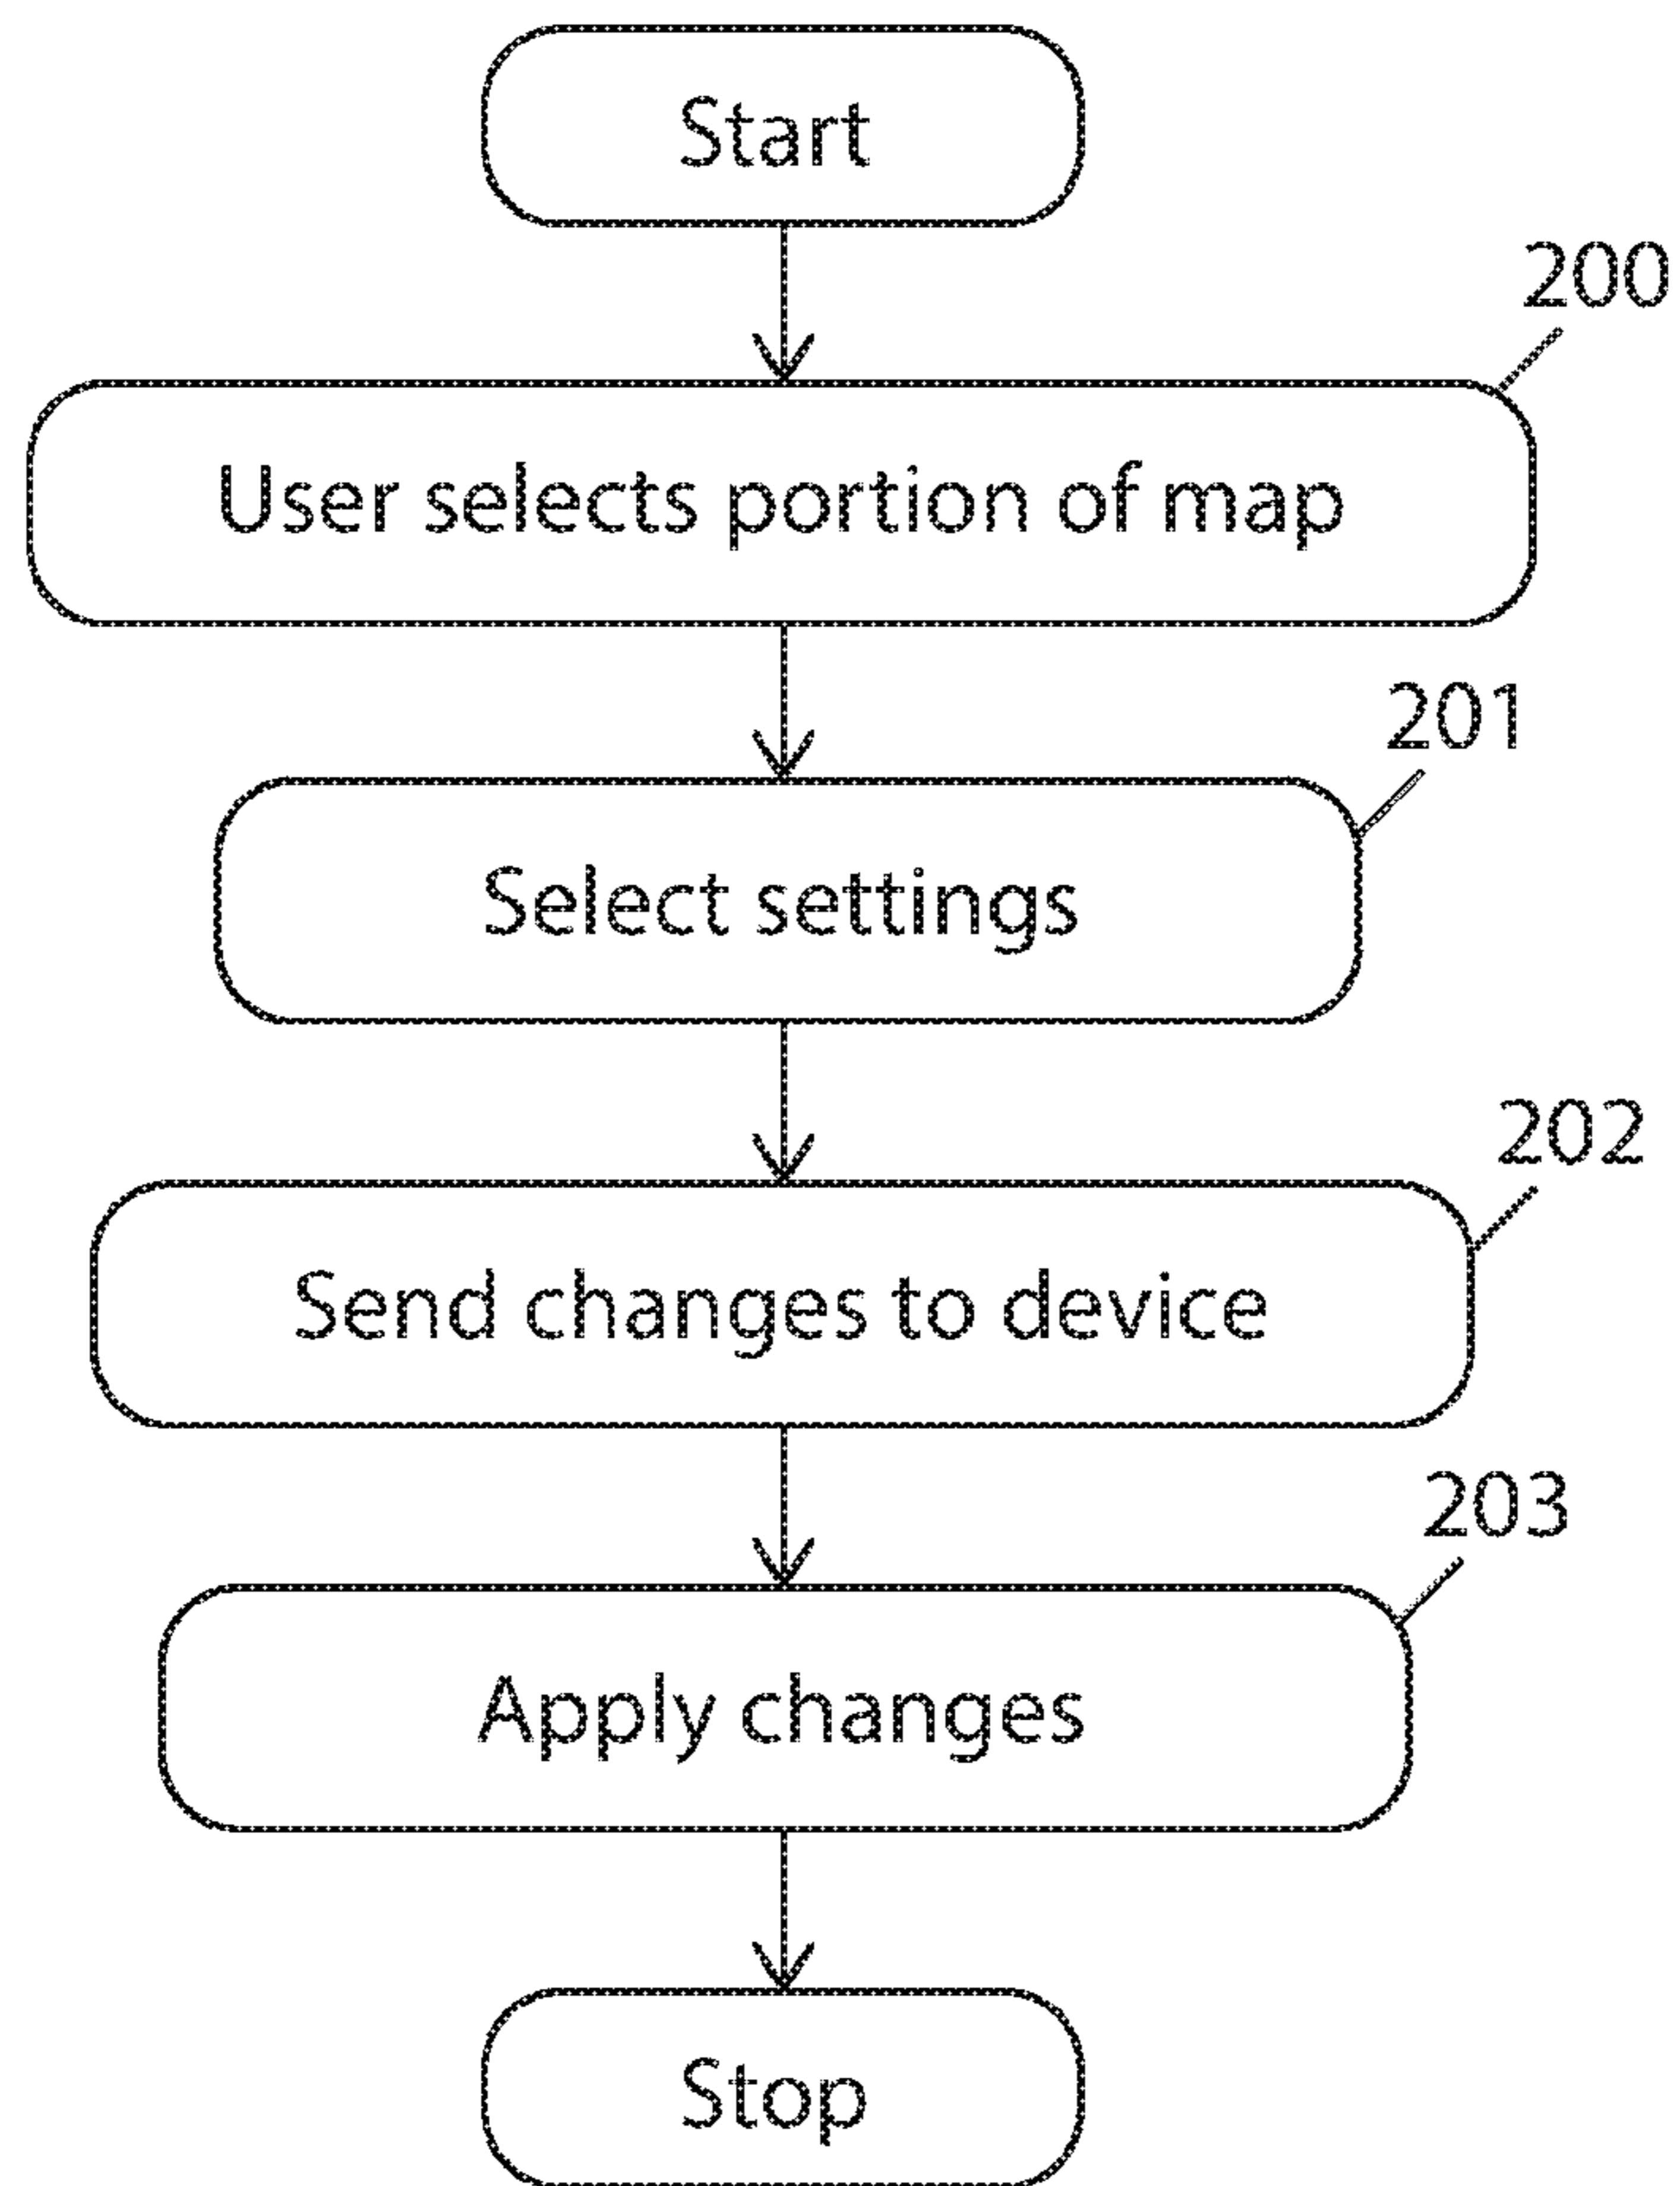 Start
200
User selects portion of map
201
Select settings
202
Send changes to device
203
Apply changes
Stop